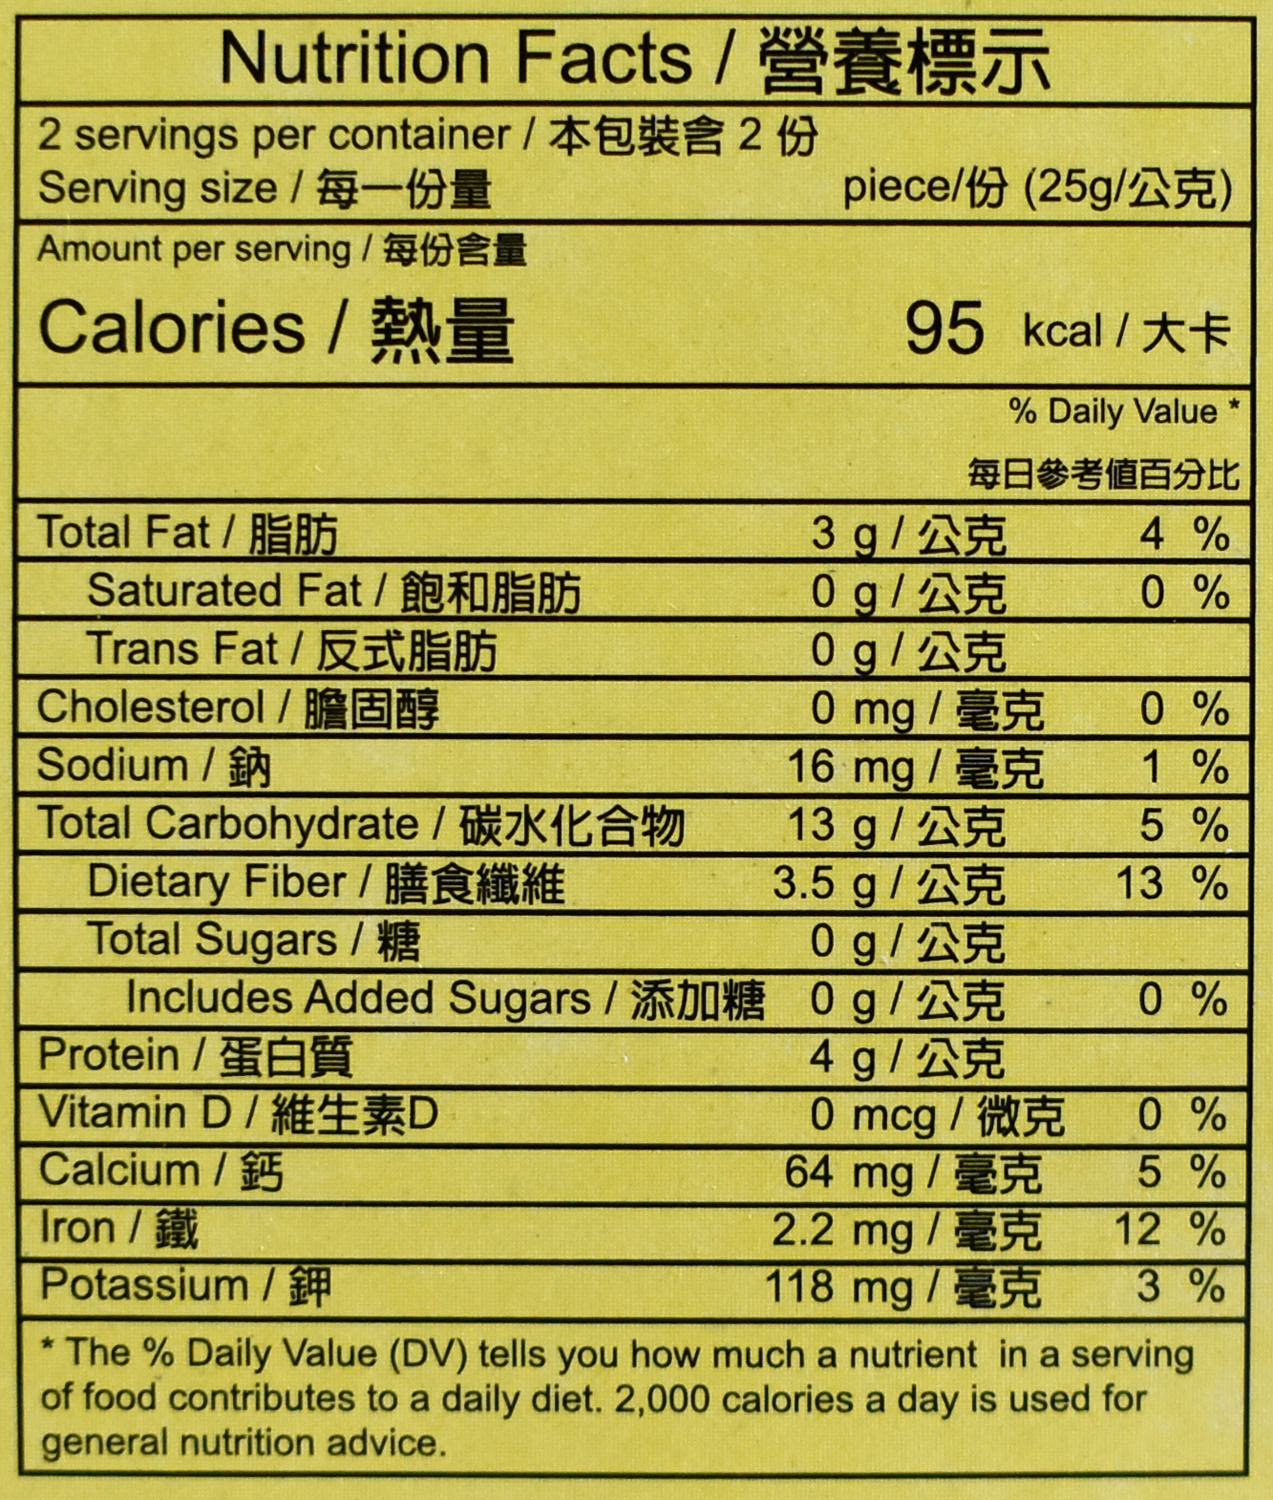 Nutrition Facts / 營養標示
2 servings per container / 本包裝含 2 份
Serving size / 每一份量 piece/份 (25g/公克)
Amount per serving / 每份含量
Calories / 熱量 95 kcal / 大卡
% Daily Value *
每日參考值百分比
Total Fat / 脂肪 3 g / 公克 4 %
Saturated Fat / 飽和脂肪 0 g / 公克 0 %
Trans Fat / 反式脂肪 0 g / 公克
Cholesterol / 膽固醇 0 mg / 毫克 0 %
Sodium / 鈉 16 mg / 毫克 1 %
Total Carbohydrate / 碳水化合物 13 g / 公克 5 %
Dietary Fiber / 膳食纖維 3.5 g / 公克 13 %
Total Sugars / 糖 0 g / 公克
Includes Added Sugars / 添加糖 0 g / 公克 0 %
Protein / 蛋白質 4 g / 公克
Vitamin D / 維生素D 0 mcg / 微克 0 %
Calcium / 鈣 64 mg / 毫克 5 %
Iron / 鐵 2.2 mg / 毫克 12 %
Potassium / 鉀 118 mg / 毫克 3 %
* The % Daily Value (DV) tells you how much a nutrient in a serving
of food contributes to a daily diet. 2,000 calories a day is used for
general nutrition advice.